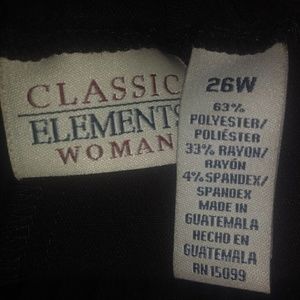 CLASSIC
ELEMENTS
WOMAN
26W
63%
POLYESTER/
POLIÉSTER
33% RAYON/
RAYÓN
4% SPANDEX/
SPANDEX
MADE IN
GUATEMALA
HECHO EN
GUATEMALA
RN 15099